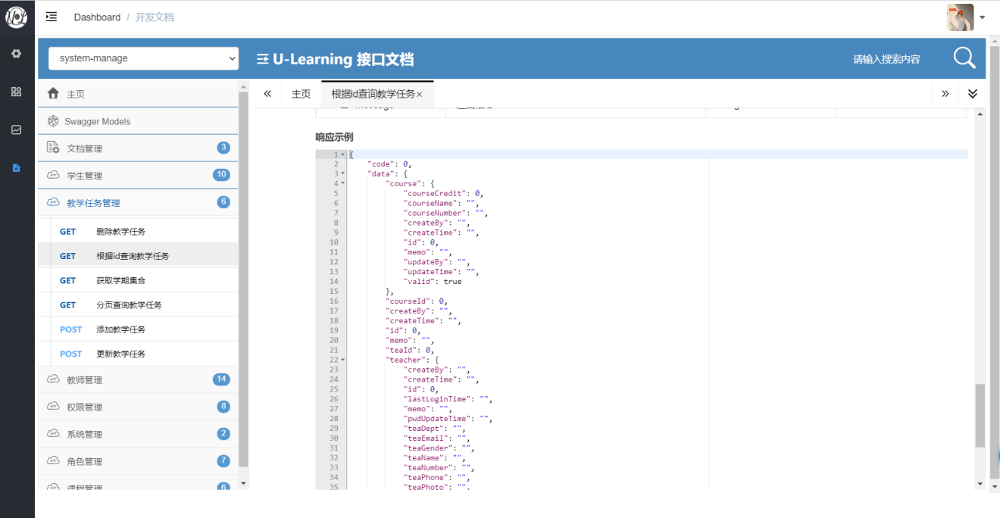 Dashboard / 开发文档
system-manage
U-Learning 接口文档
请输入搜索内容
主页
Swagger Models
文档管理 3
学生管理 10
教学任务管理 6
GET 删除教学任务
GET 根据id查询教学任务
GET 获取学期集合
GET 分页查询教学任务
POST 添加教学任务
POST 更新教学任务
教师管理 14
权限管理 8
系统管理 2
角色管理 7
课程管理 6
« 主页 根据id查询教学任务× »
响应示例
1 {
2 "code": 0,
3 "data": {
4 "course": {
5 "courseCredit": 0,
6 "courseName": "",
7 "courseNumber": "",
8 "createBy": "",
9 "createTime": "",
10 "id": 0,
11 "memo": "",
12 "updateBy": "",
13 "updateTime": "",
14 "valid": true
15 },
16 "courseId": 0,
17 "createBy": "",
18 "createTime": "",
19 "id": 0,
20 "memo": "",
21 "teaId": 0,
22 "teacher": {
23 "createBy": "",
24 "createTime": "",
25 "id": 0,
26 "lastLoginTime": "",
27 "memo": "",
28 "pwdUpdateTime": "",
29 "teaDept": "",
30 "teaEmail": "",
31 "teaGender": "",
32 "teaName": "",
33 "teaNumber": "",
34 "teaPhone": "",
35 "teaPhoto": "",